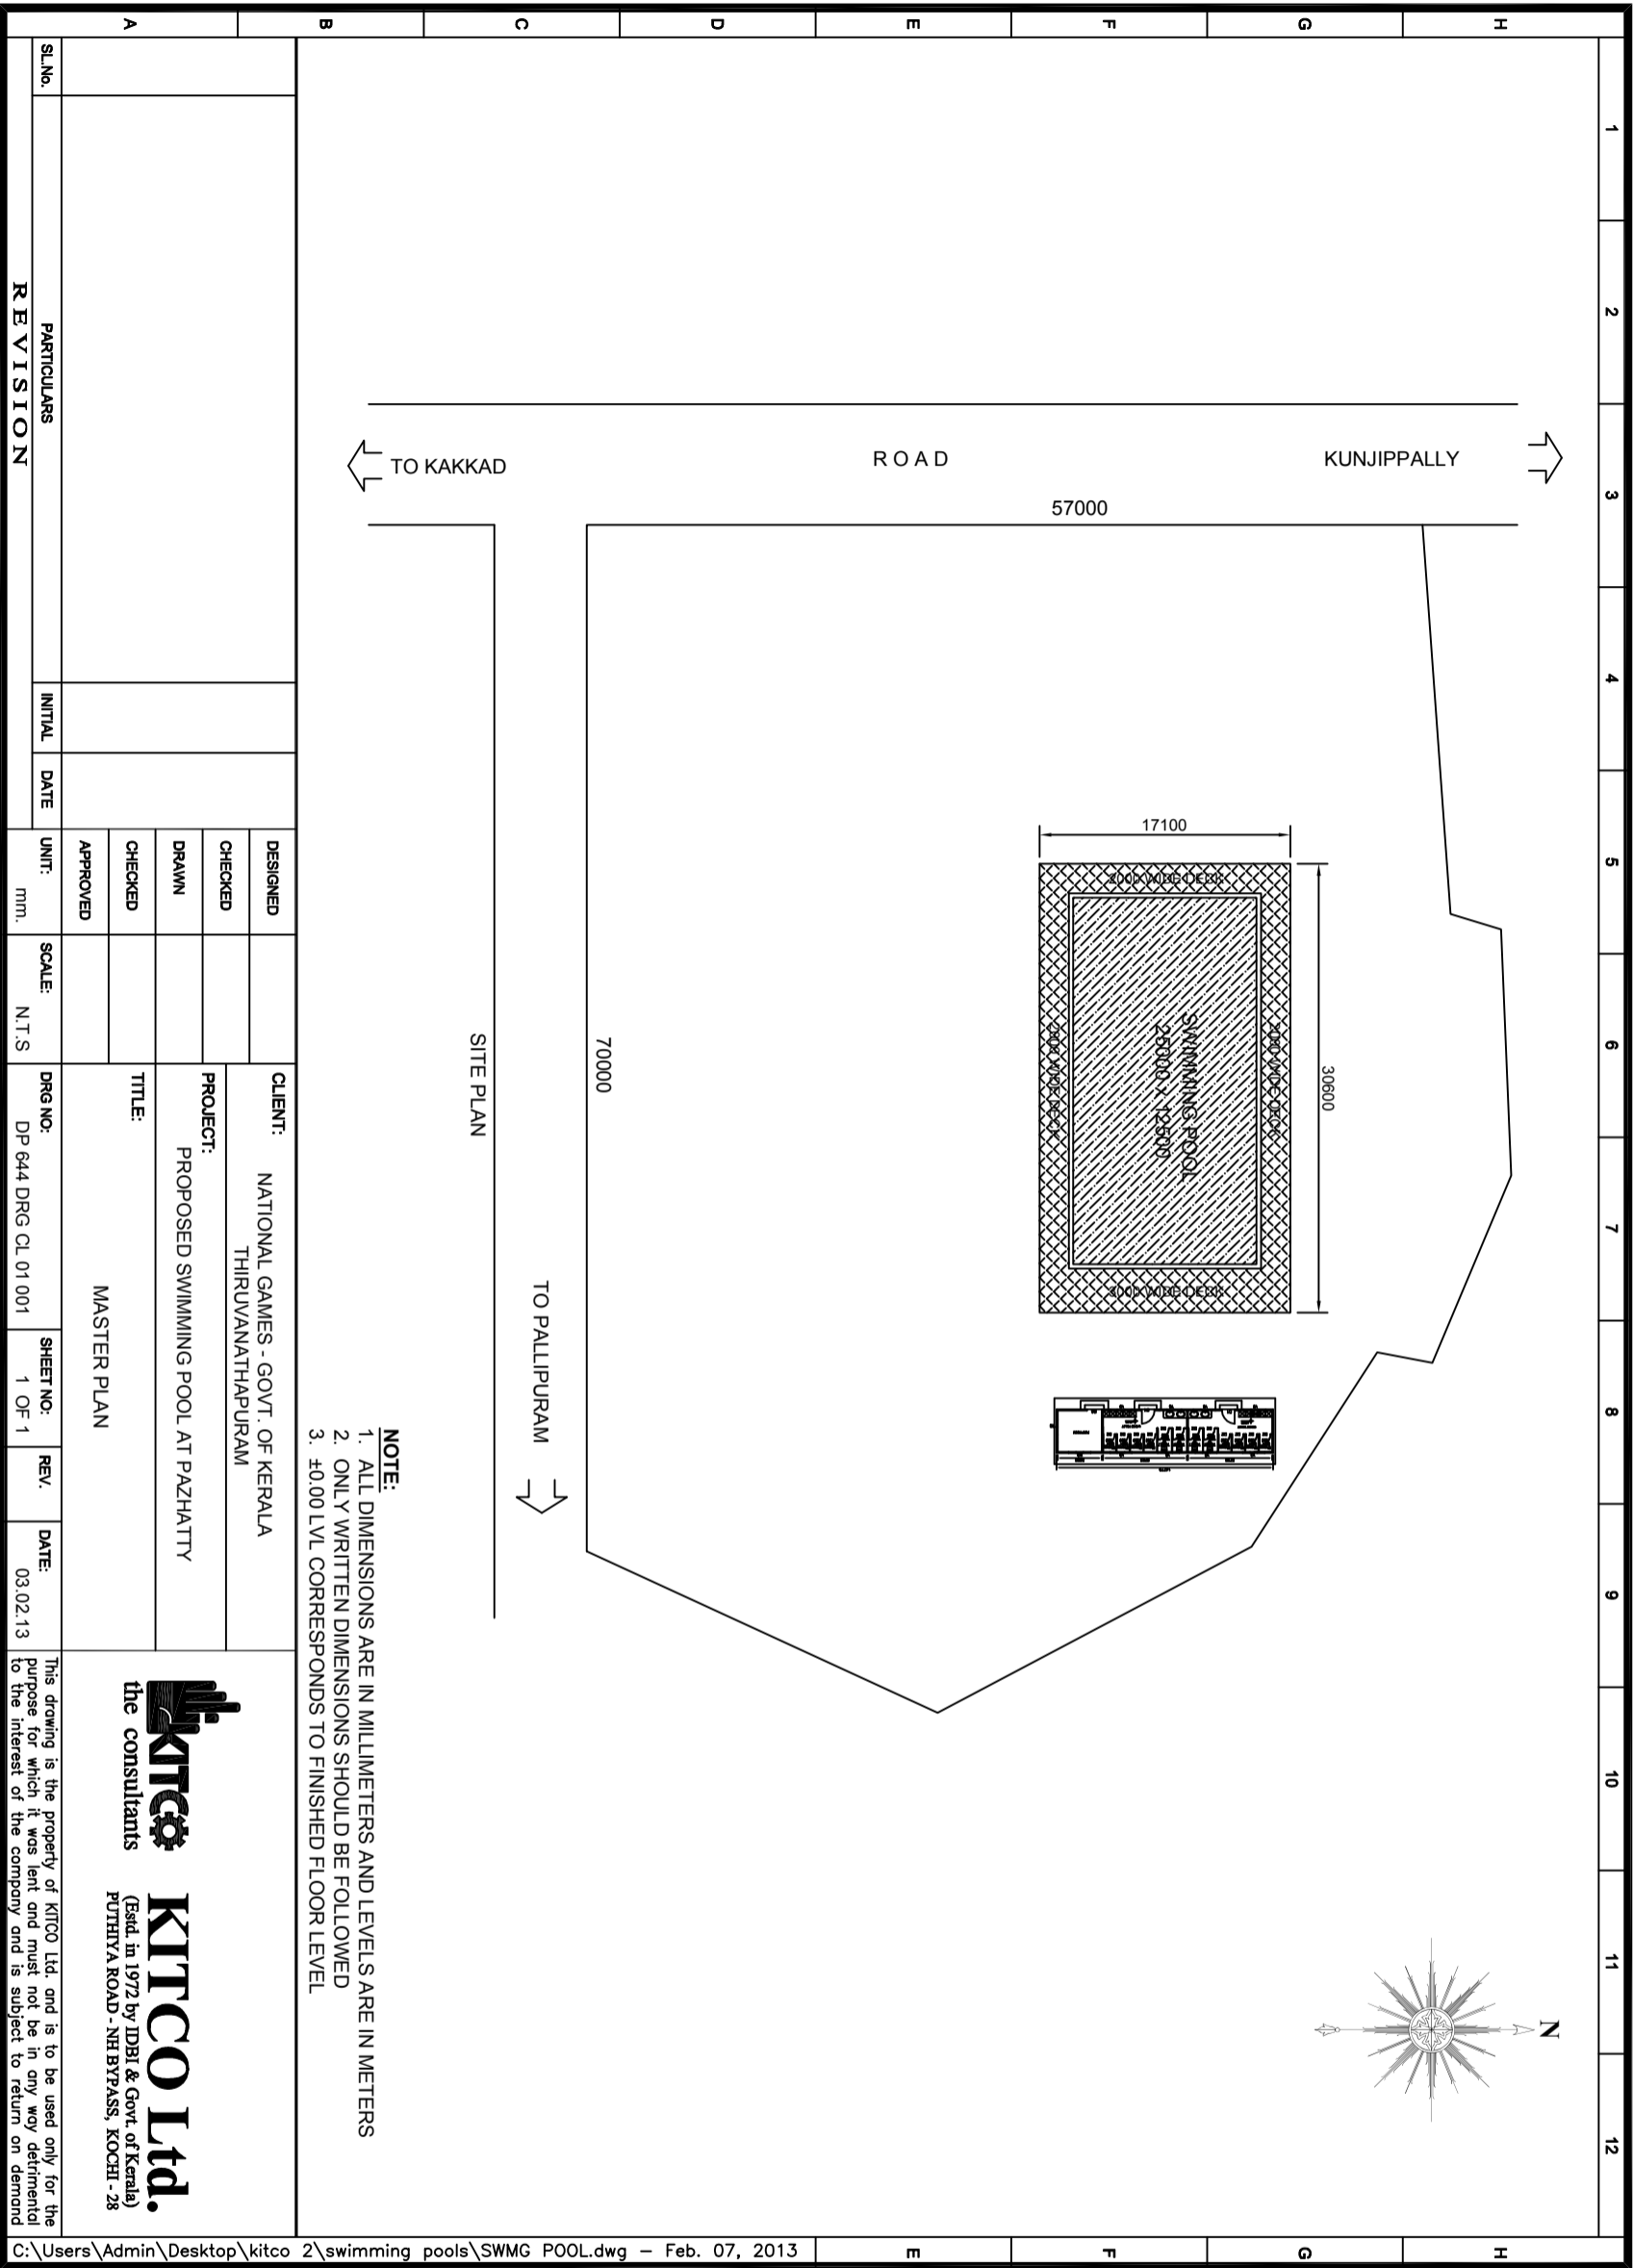 1 2 3 4 5 6 7 8 9 10 11 12
H
G
F
E
D
C
B
A
H
G
F
E
N
KUNJIPPALLY
R O A D
TO KAKKAD
57000
17100
30600
2000 WIDE DECK
2000 WIDE DECK
SWIMMING POOL
25000 X 12500
2000 WIDE DECK
3000 WIDE DECK
70000
TO PALLIPURAM
SITE PLAN
NOTE:
1. ALL DIMENSIONS ARE IN MILLIMETERS AND LEVELS ARE IN METERS
2. ONLY WRITTEN DIMENSIONS SHOULD BE FOLLOWED
3. ±0.00 LVL CORRESPONDS TO FINISHED FLOOR LEVEL
SL.No. PARTICULARS INITIAL DATE
REVISION
DESIGNED
CHECKED
DRAWN
CHECKED
APPROVED
CLIENT: NATIONAL GAMES - GOVT. OF KERALA
THIRUVANATHAPURAM
PROJECT:
PROPOSED SWIMMING POOL AT PAZHATTY
TITLE:
MASTER PLAN
UNIT: mm.
SCALE: N.T.S
DRG NO: DP 644 DRG CL 01 001
SHEET NO: 1 OF 1
REV.
DATE: 03.02.13
KITCO
the consultants
KITCO Ltd.
(Estd. in 1972 by IDBI & Govt. of Kerala)
PUTHIYA ROAD - NH BYPASS, KOCHI - 28
This drawing is the property of KITCO Ltd. and is to be used only for the
purpose for which it was lent and must not be in any way detrimental
to the interest of the company and is subject to return on demand
C:\Users\Admin\Desktop\kitco 2\swimming pools\SWMG POOL.dwg – Feb. 07, 2013